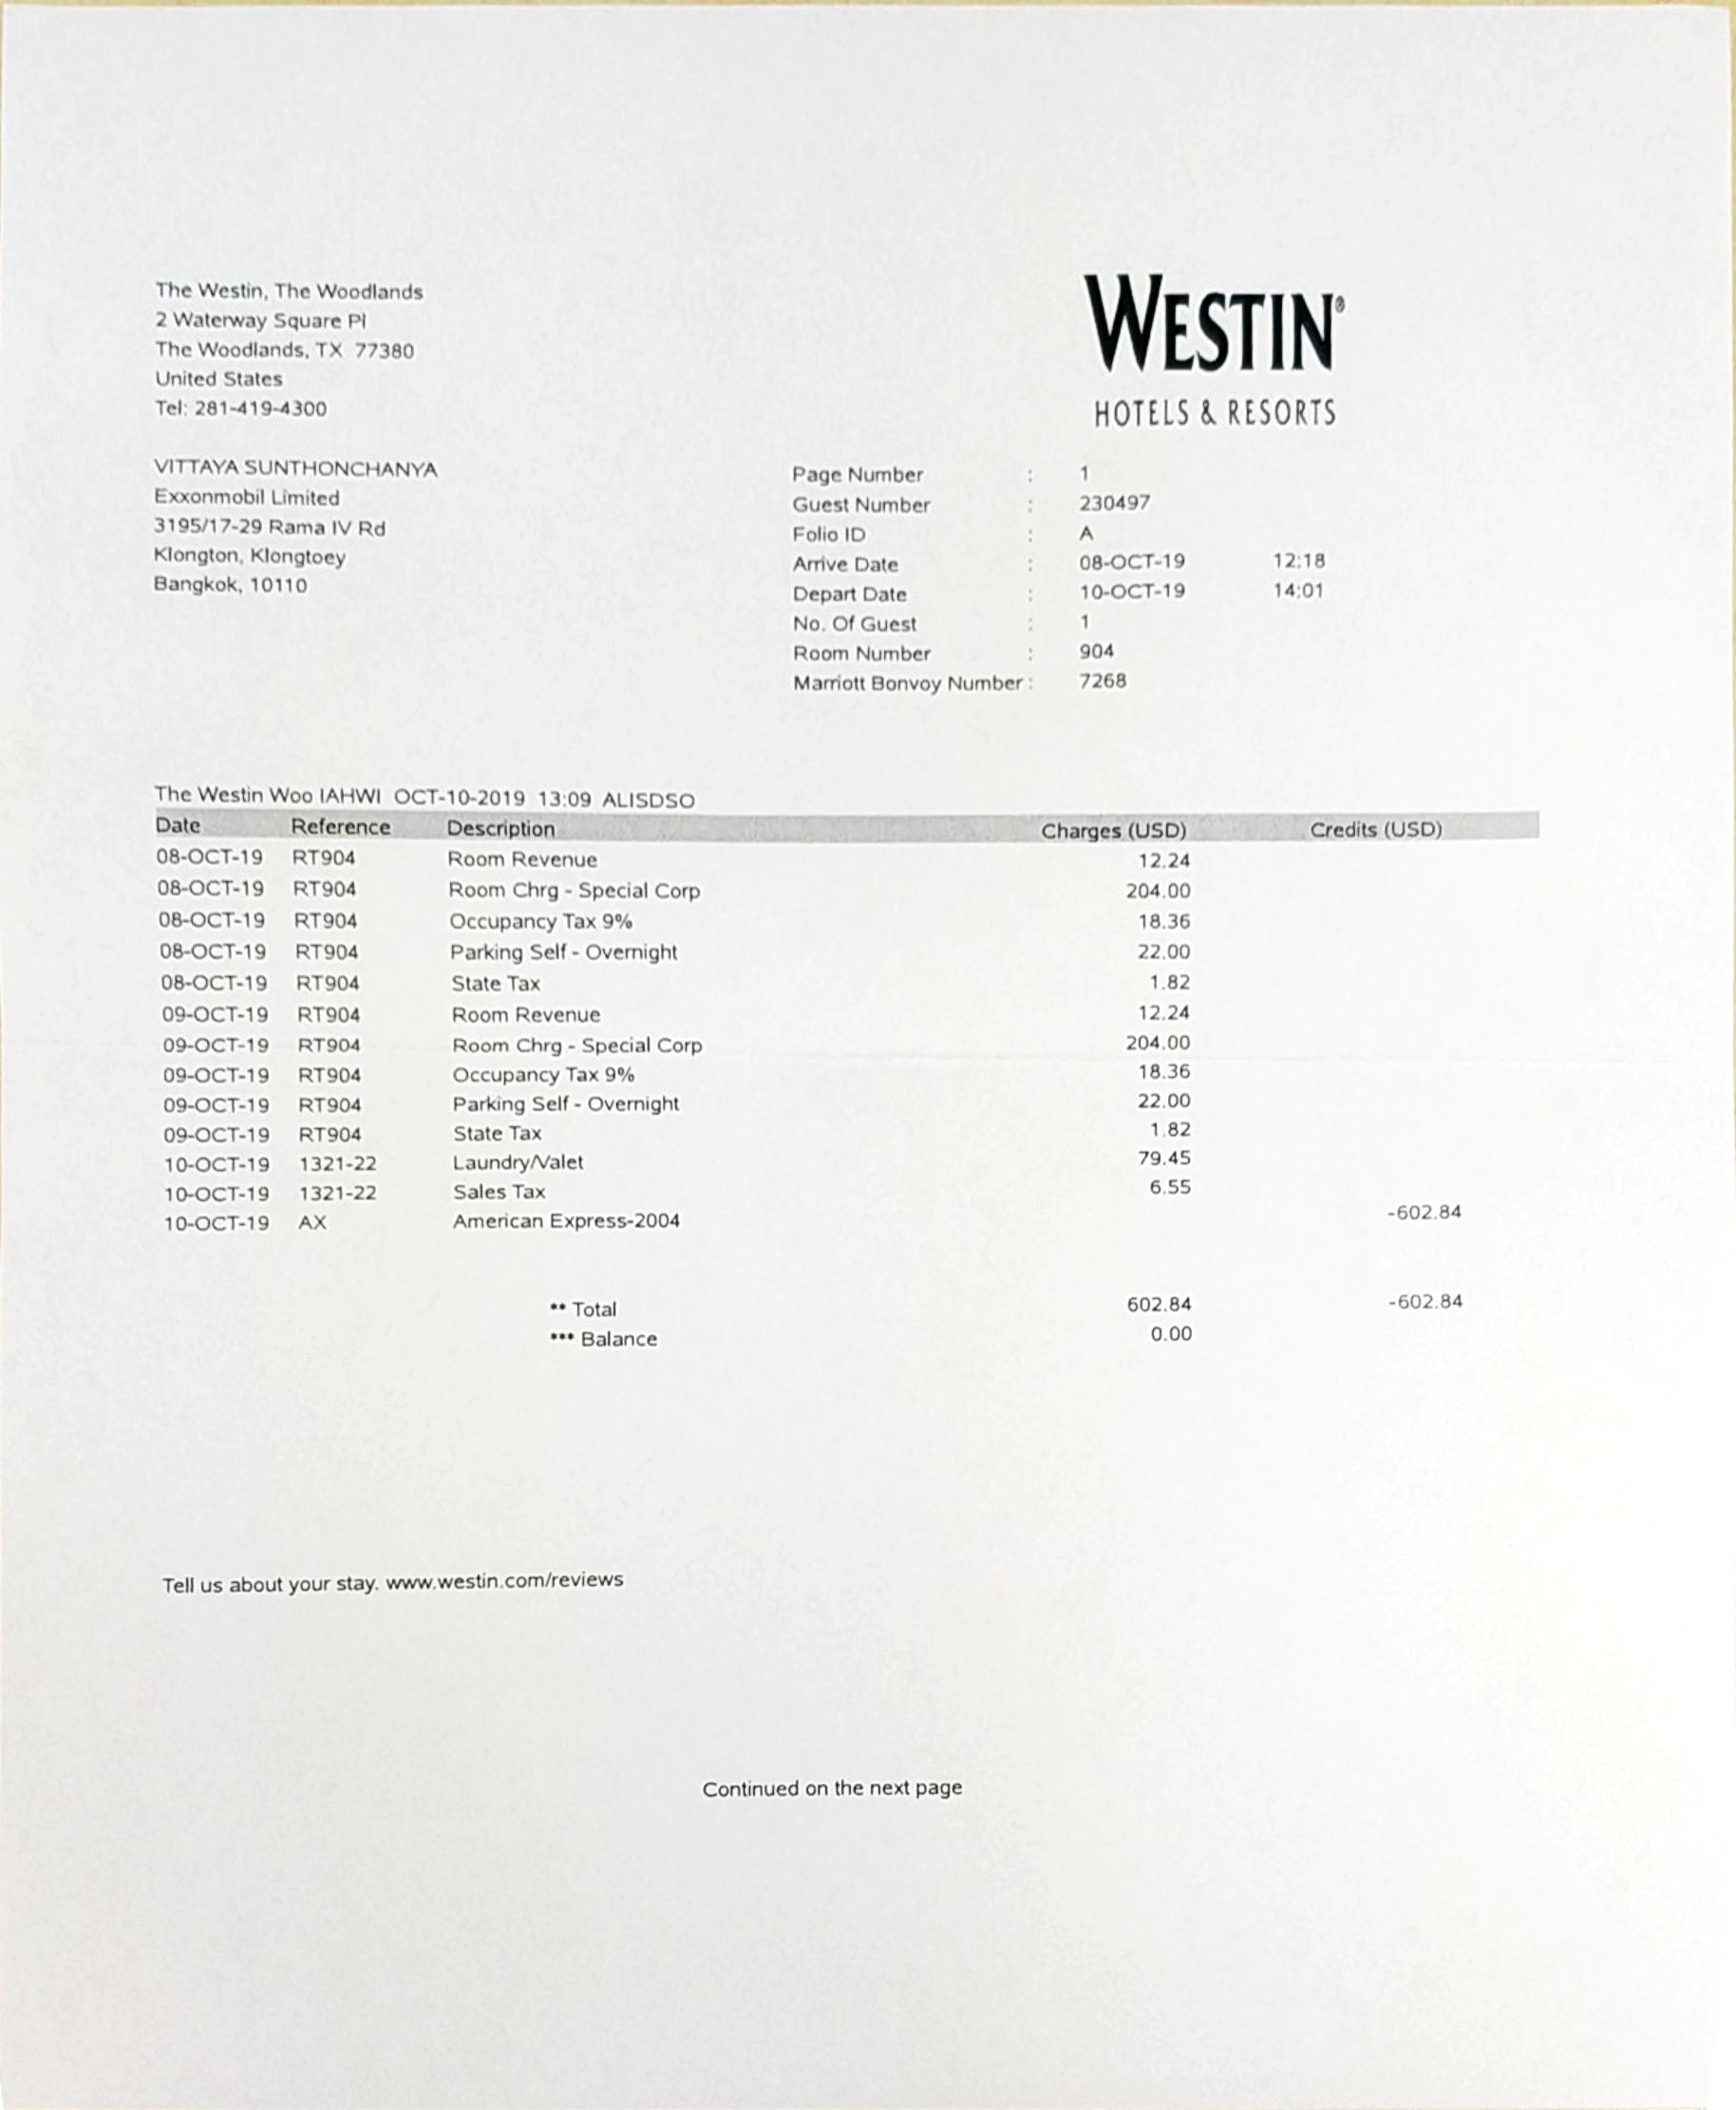 The Westin, The Woodlands
2 Waterway Square Pl
The Woodlands, TX 77380
United States
Tel: 281-419-4300
WESTIN®
HOTELS & RESORTS
VITTAYA SUNTHONCHANYA
Exxonmobil Limited
3195/17-29 Rama IV Rd
Klongton, Klongtoey
Bangkok, 10110
Page Number : 1
Guest Number : 230497
Folio ID : A
Arrive Date : 08-OCT-19 12:18
Depart Date : 10-OCT-19 14:01
No. Of Guest : 1
Room Number : 904
Marriott Bonvoy Number : 7268
The Westin Woo IAHWI OCT-10-2019 13:09 ALISDSO
Date Reference Description Charges (USD) Credits (USD)
08-OCT-19 RT904 Room Revenue 12.24
08-OCT-19 RT904 Room Chrg - Special Corp 204.00
08-OCT-19 RT904 Occupancy Tax 9% 18.36
08-OCT-19 RT904 Parking Self - Overnight 22.00
08-OCT-19 RT904 State Tax 1.82
09-OCT-19 RT904 Room Revenue 12.24
09-OCT-19 RT904 Room Chrg - Special Corp 204.00
09-OCT-19 RT904 Occupancy Tax 9% 18.36
09-OCT-19 RT904 Parking Self - Overnight 22.00
09-OCT-19 RT904 State Tax 1.82
10-OCT-19 1321-22 Laundry/Valet 79.45
10-OCT-19 1321-22 Sales Tax 6.55
10-OCT-19 AX American Express-2004 -602.84
** Total 602.84 -602.84
*** Balance 0.00
Tell us about your stay. www.westin.com/reviews
Continued on the next page